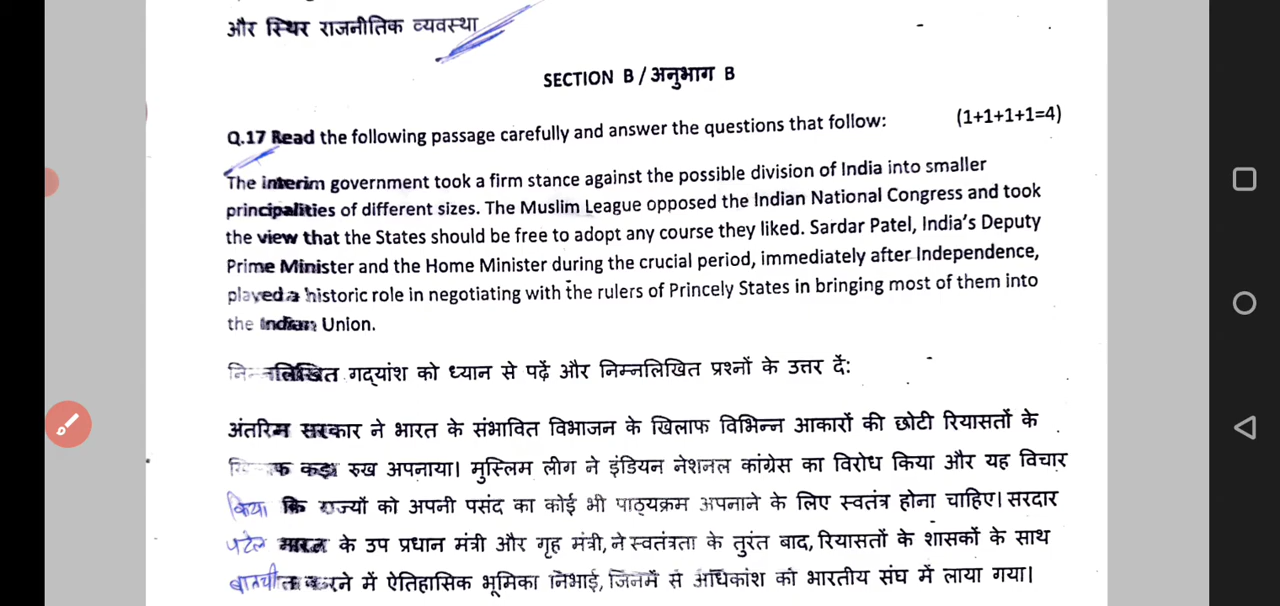 और स्थिर राजनीतिक व्यवस्था
SECTION B / अनुभाग B
Q.17 Read the following passage carefully and answer the questions that follow: (1+1+1+1=4)
The interim government took a firm stance against the possible division of India into smaller
principalities of different sizes. The Muslim League opposed the Indian National Congress and took
the view that the States should be free to adopt any course they liked. Sardar Patel, India's Deputy
Prime Minister and the Home Minister during the crucial period, immediately after Independence,
played a historic role in negotiating with the rulers of Princely States in bringing most of them into
the Indian Union.
निम्नलिखित गद्यांश को ध्यान से पढ़ें और निम्नलिखित प्रश्नों के उत्तर दें:
अंतरिम सरकार ने भारत के संभावित विभाजन के खिलाफ विभिन्न आकारों की छोटी रियासतों के
कड़ा रुख अपनाया। मुस्लिम लीग ने इंडियन नेशनल कांग्रेस का विरोध किया और यह विचार
किया कि राज्यों को अपनी पसंद का कोई भी पाठ्यक्रम अपनाने के लिए स्वतंत्र होना चाहिए। सरदार
पटेल भारत के उप प्रधान मंत्री और गृह मंत्री, ने स्वतंत्रता के तुरंत बाद, रियासतों के शासकों के साथ
बातचीत करने में ऐतिहासिक भूमिका निभाई, जिनमें से अधिकांश को भारतीय संघ में लाया गया।